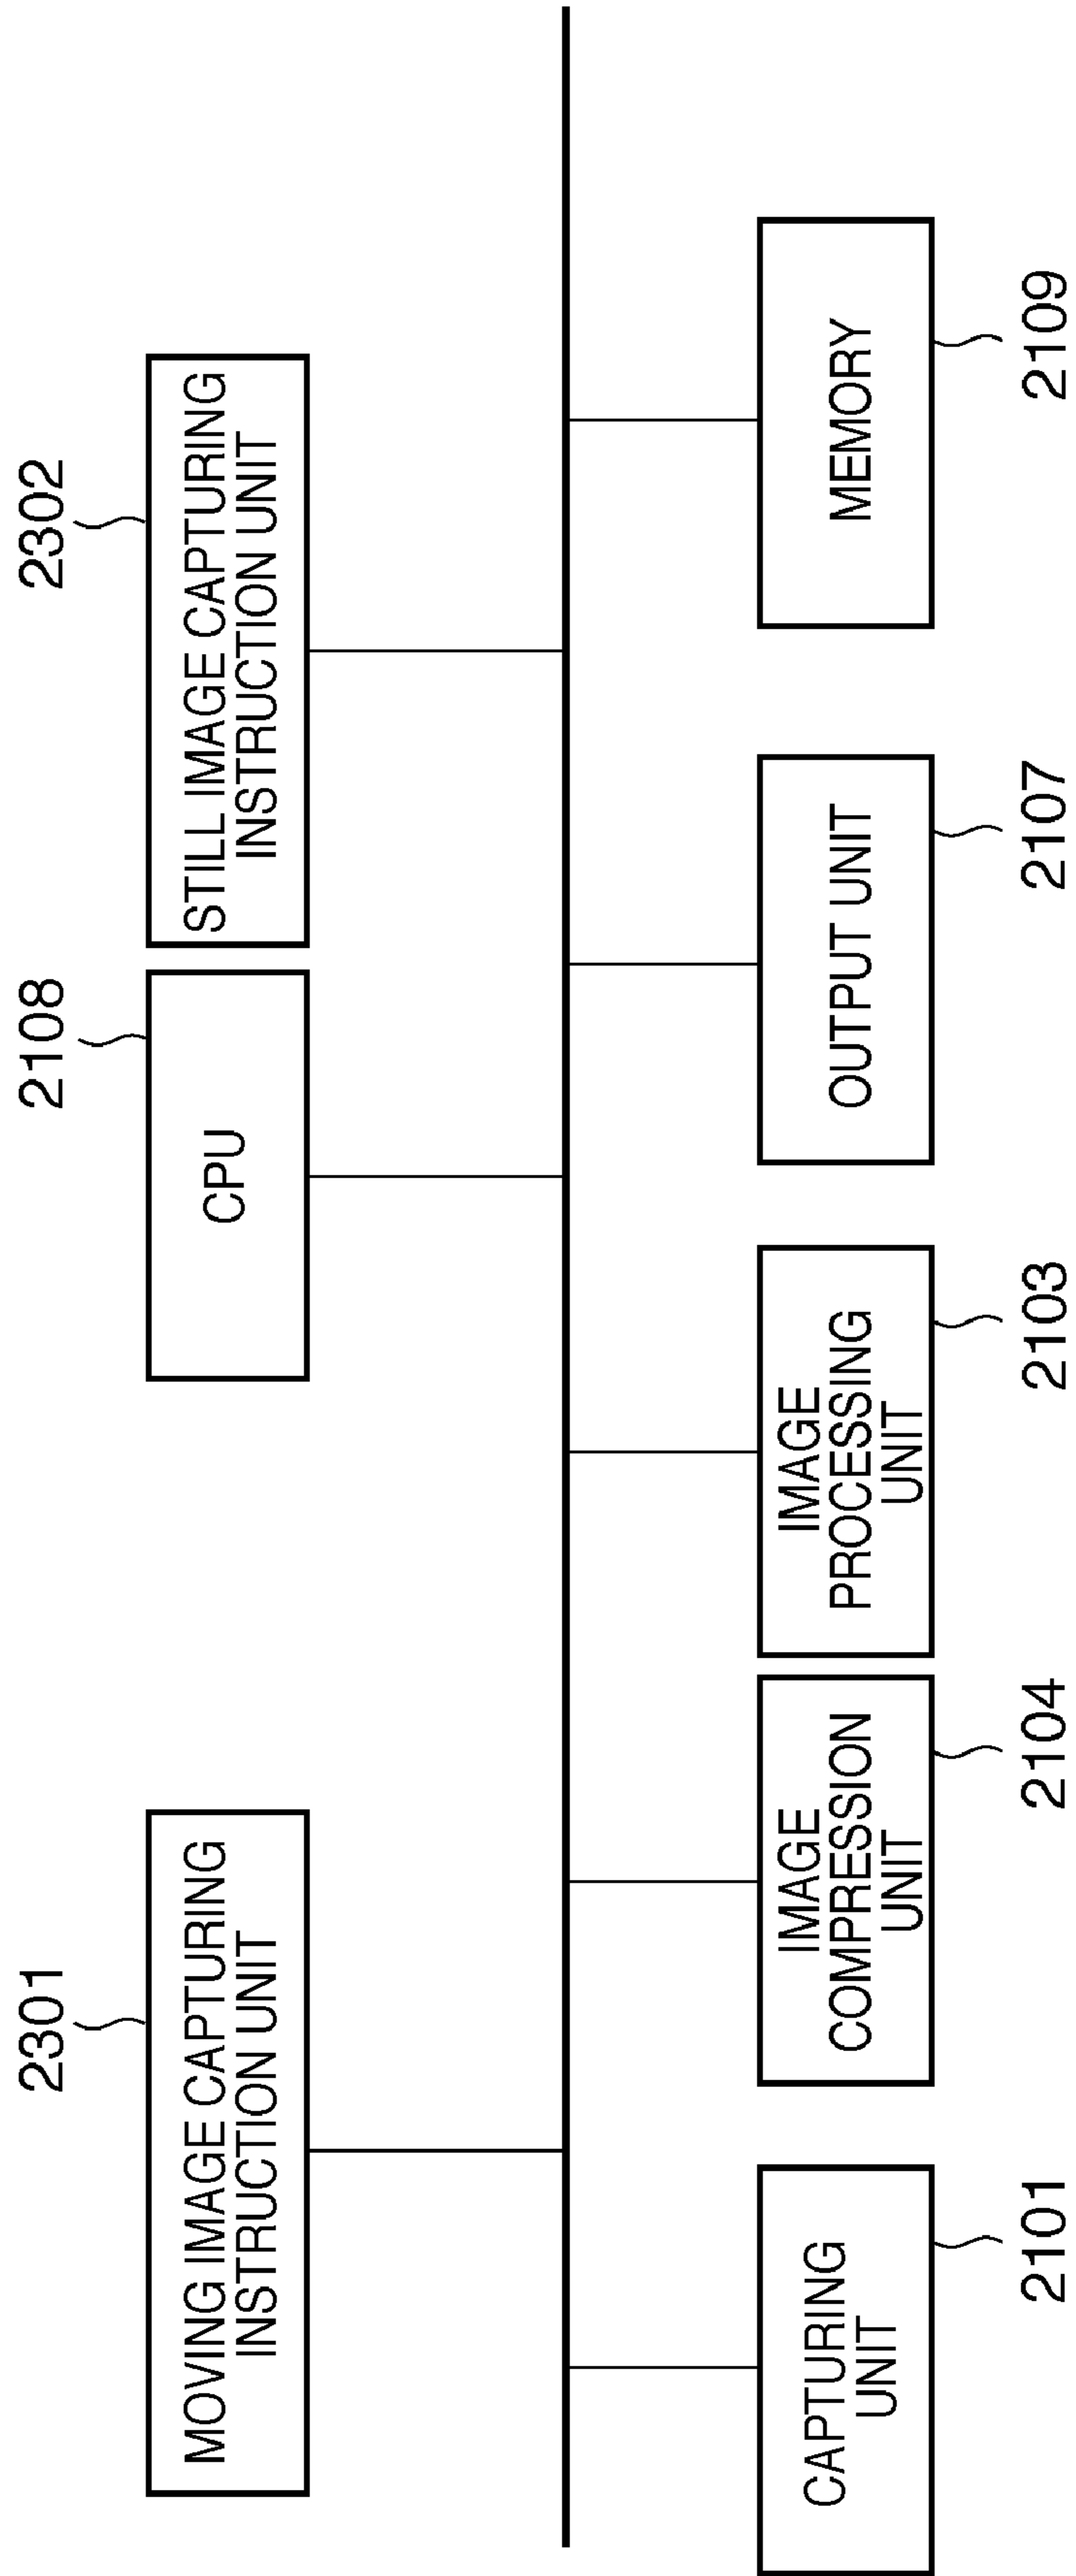 2301
2108
2302
MOVING IMAGE CAPTURING
INSTRUCTION UNIT
CPU
STILL IMAGE CAPTURING
INSTRUCTION UNIT
CAPTURING
UNIT
IMAGE
COMPRESSION
UNIT
IMAGE
PROCESSING
UNIT
OUTPUT UNIT
MEMORY
2101
2104
2103
2107
2109